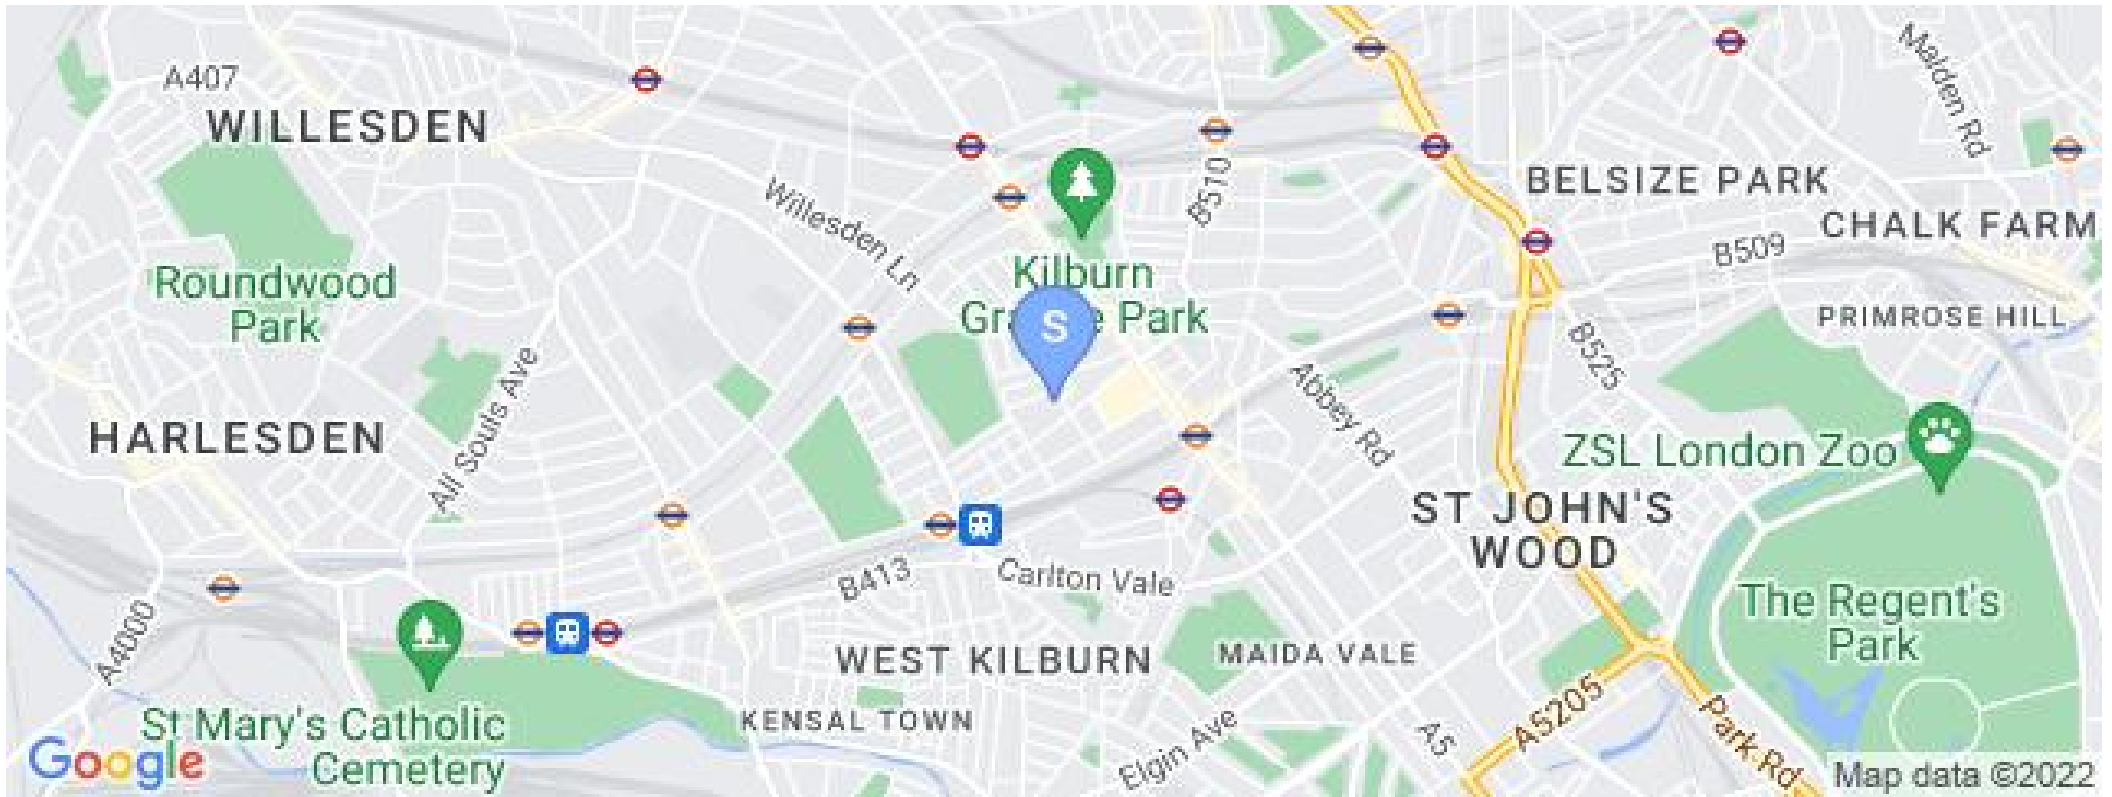 A407
WILLESDEN
Malden Rd
Willesden Ln
B510
BELSIZE PARK
CHALK FARM
B509
Roundwood
Park
Kilburn
Park
S
PRIMROSE HILL
B525
All Souls Ave
Abbey Rd
HARLESDEN
ZSL London Zoo
ST JOHN'S
WOOD
B413
Carlton Vale
A4000
The Regent's
Park
WEST KILBURN
MAIDA VALE
A5205
Park Rd
St Mary's Catholic
Cemetery
KENSAL TOWN
Elgin Ave
A5
Google
Map data ©2022